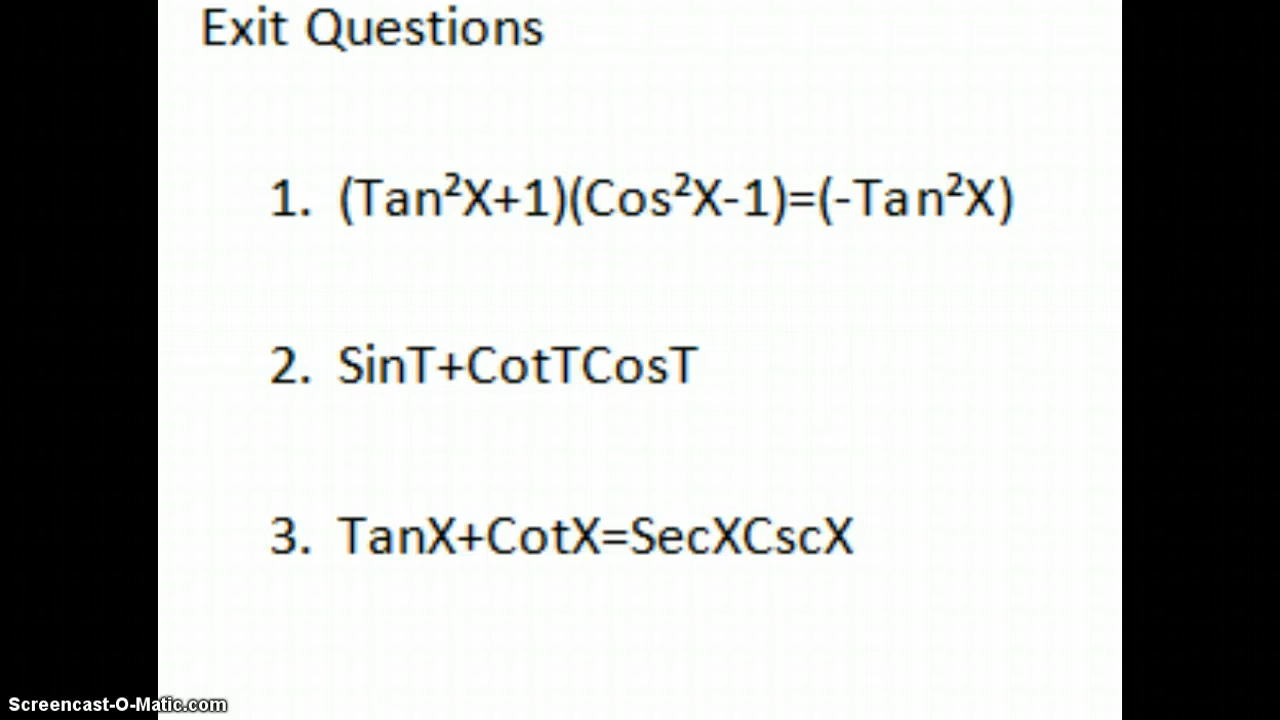 Exit Questions
1. (Tan²X+1)(Cos²X-1)=(-Tan²X)
2. SinT+CotTCosT
3. TanX+CotX=SecXCscX
Screencast-O-Matic.com